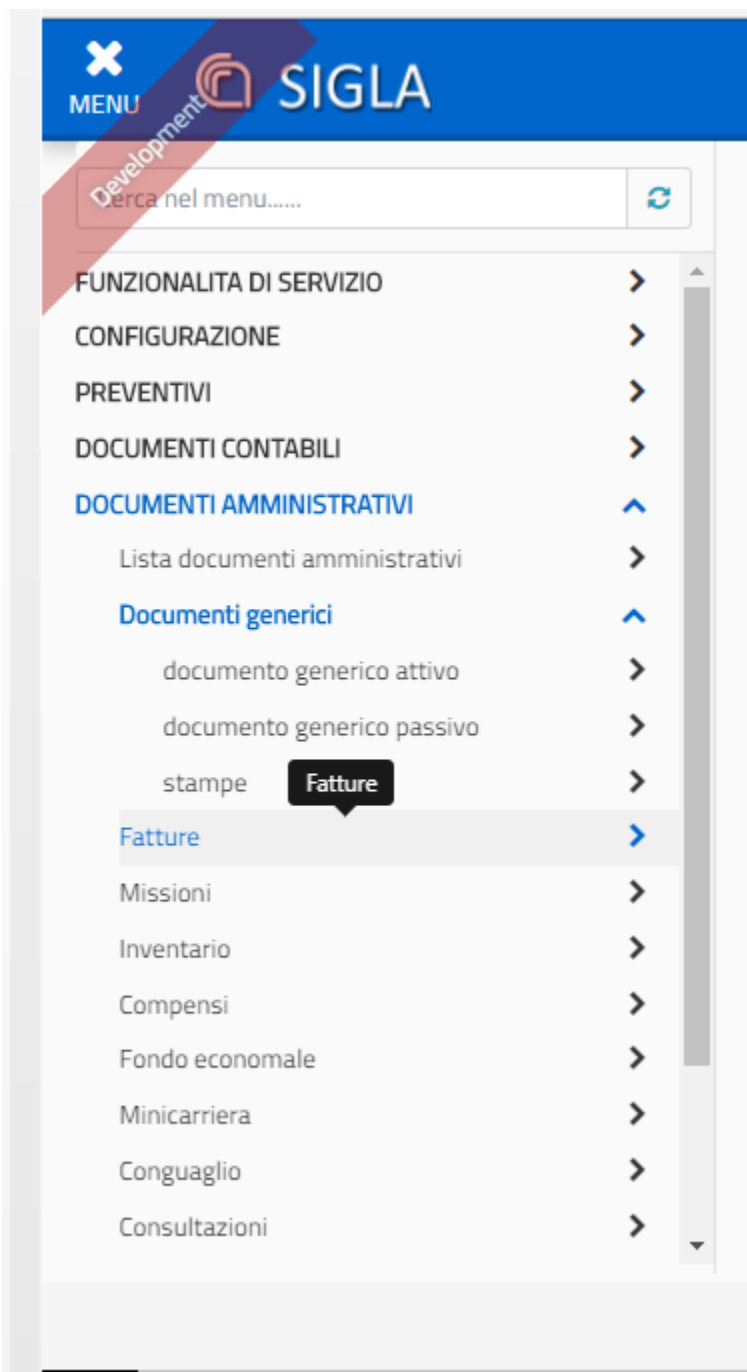 MENU
SIGLA
Development
Cerca nel menu......
FUNZIONALITA DI SERVIZIO
CONFIGURAZIONE
PREVENTIVI
DOCUMENTI CONTABILI
DOCUMENTI AMMINISTRATIVI
Lista documenti amministrativi
Documenti generici
documento generico attivo
documento generico passivo
stampe
Fatture
Fatture
Missioni
Inventario
Compensi
Fondo economale
Minicarriera
Conguaglio
Consultazioni